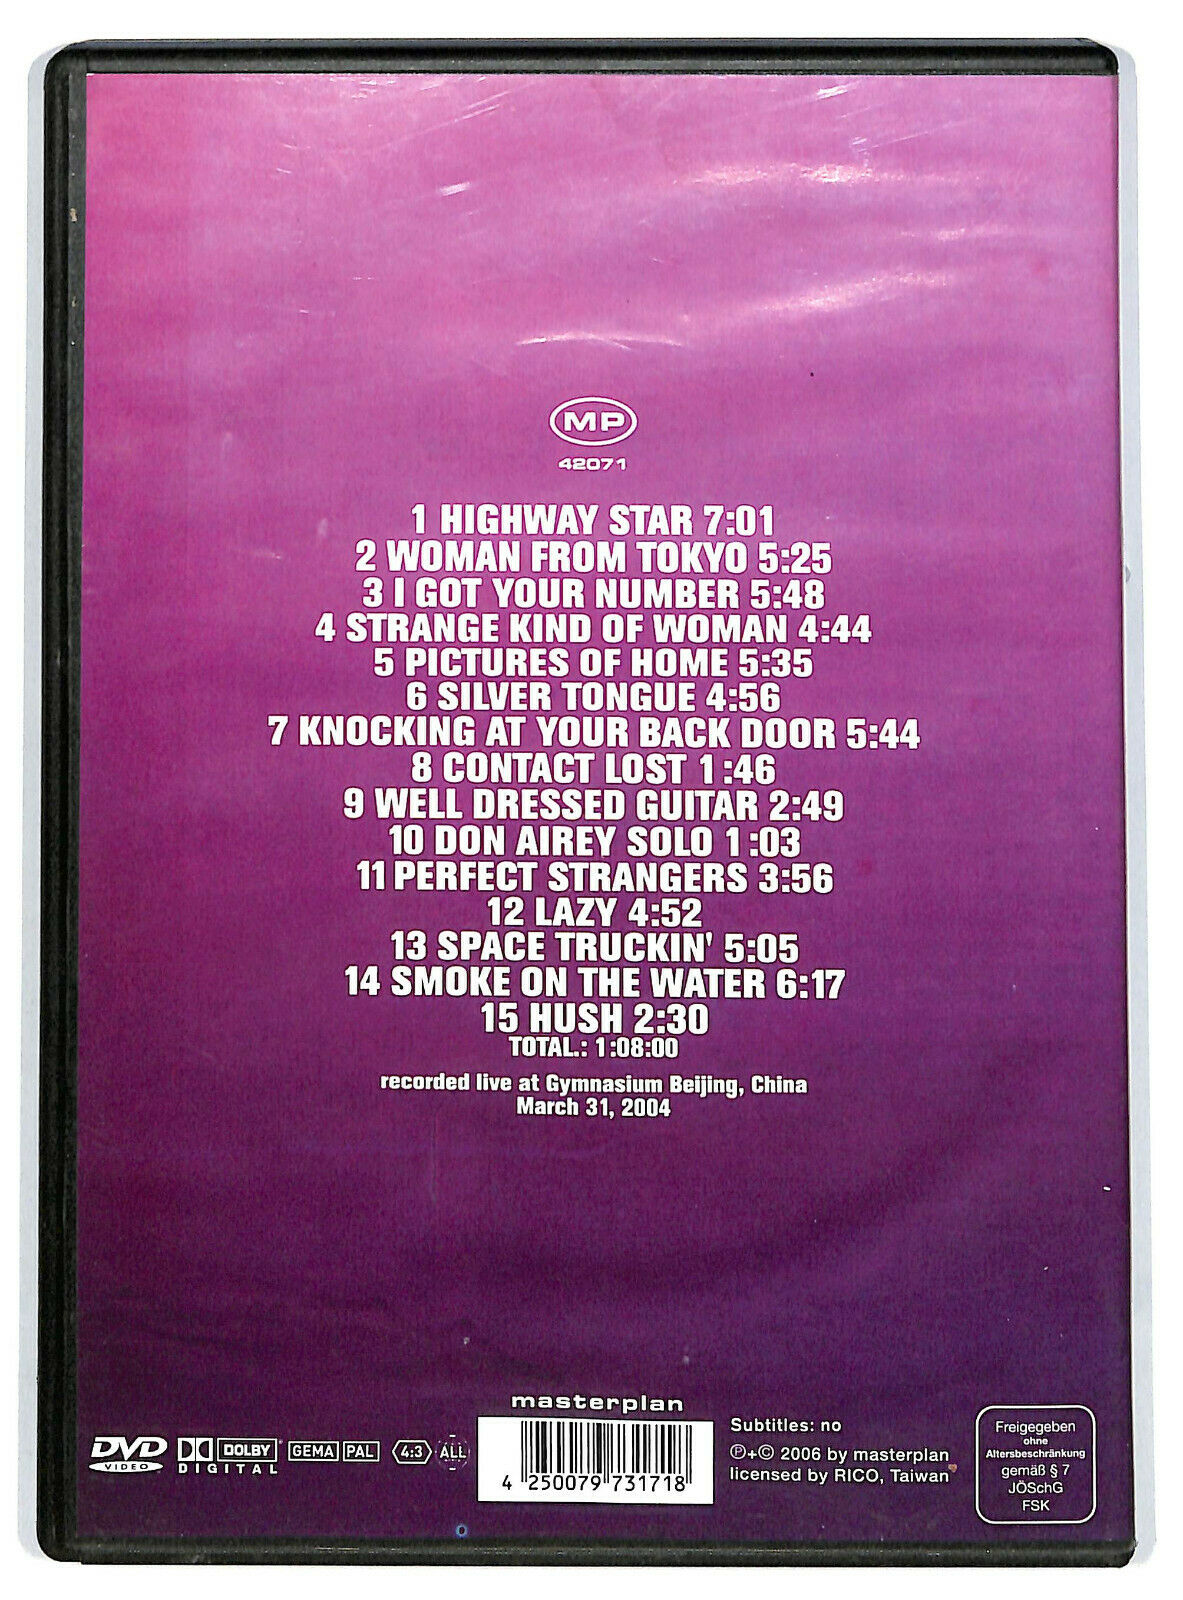 MP
42071
1 HIGHWAY STAR 7:01
2 WOMAN FROM TOKYO 5:25
3 I GOT YOUR NUMBER 5:48
4 STRANGE KIND OF WOMAN 4:44
5 PICTURES OF HOME 5:35
6 SILVER TONGUE 4:56
7 KNOCKING AT YOUR BACK DOOR 5:44
8 CONTACT LOST 1:46
9 WELL DRESSED GUITAR 2:49
10 DON AIREY SOLO 1:03
11 PERFECT STRANGERS 3:56
12 LAZY 4:52
13 SPACE TRUCKIN' 5:05
14 SMOKE ON THE WATER 6:17
15 HUSH 2:30
TOTAL.: 1:08:00
recorded live at Gymnasium Beijing, China
March 31, 2004
masterplan
DVD
VIDEO
DOLBY
DIGITAL
GEMA PAL
4:3 ALL
4 250079 731718
Subtitles: no
℗+© 2006 by masterplan
licensed by RICO, Taiwan
Freigegeben
ohne
Altersbeschränkung
gemäß § 7
JÖSchG
FSK